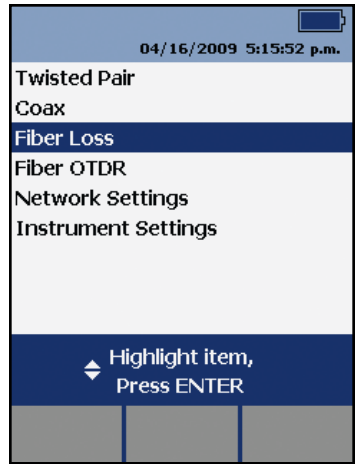 04/16/2009 5:15:52 p.m.
Twisted Pair
Coax
Fiber Loss
Fiber OTDR
Network Settings
Instrument Settings
Highlight item,
Press ENTER